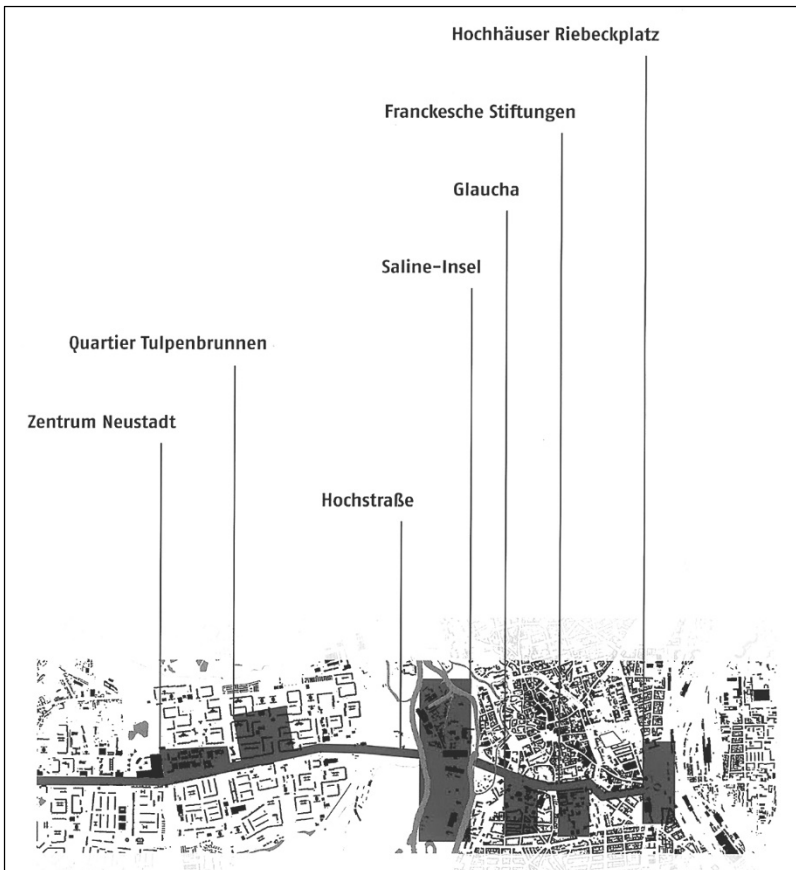 Hochhäuser Riebeckplatz
Franckesche Stiftungen
Glaucha
Saline-Insel
Quartier Tulpenbrunnen
Zentrum Neustadt
Hochstraße